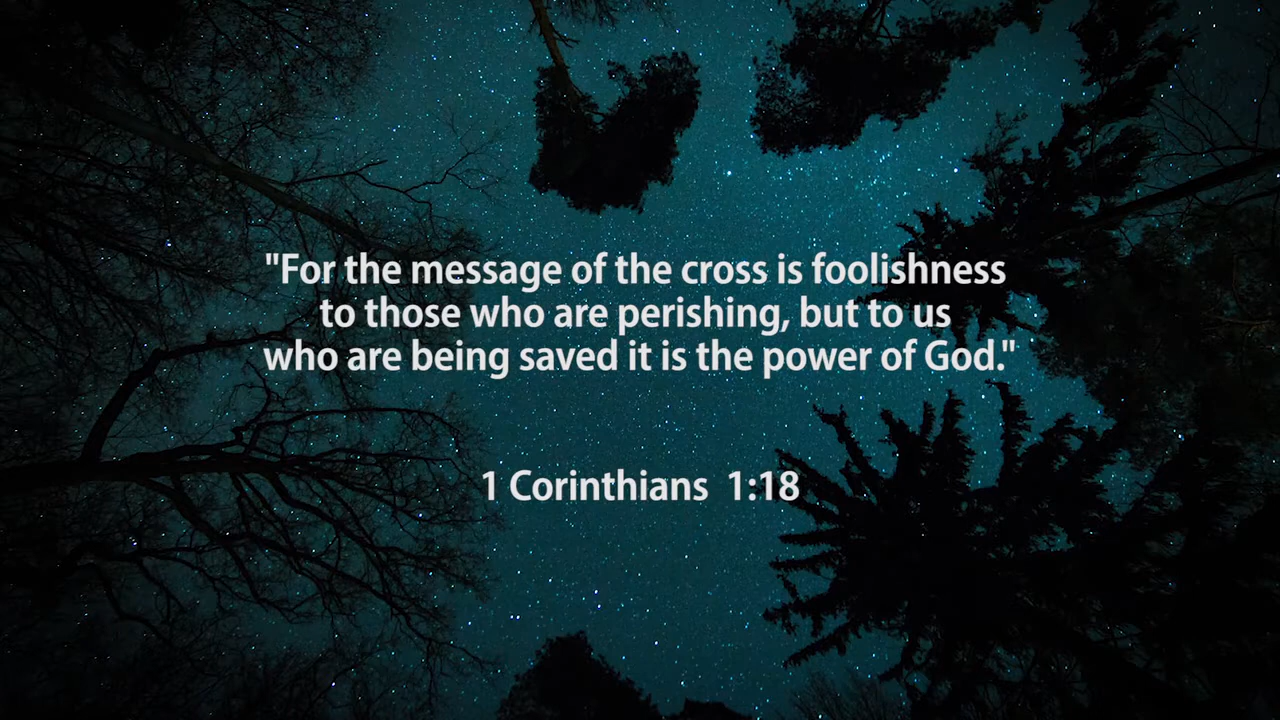 "For the message of the cross is foolishness
to those who are perishing, but to us
who are being saved it is the power of God."
1 Corinthians 1:18